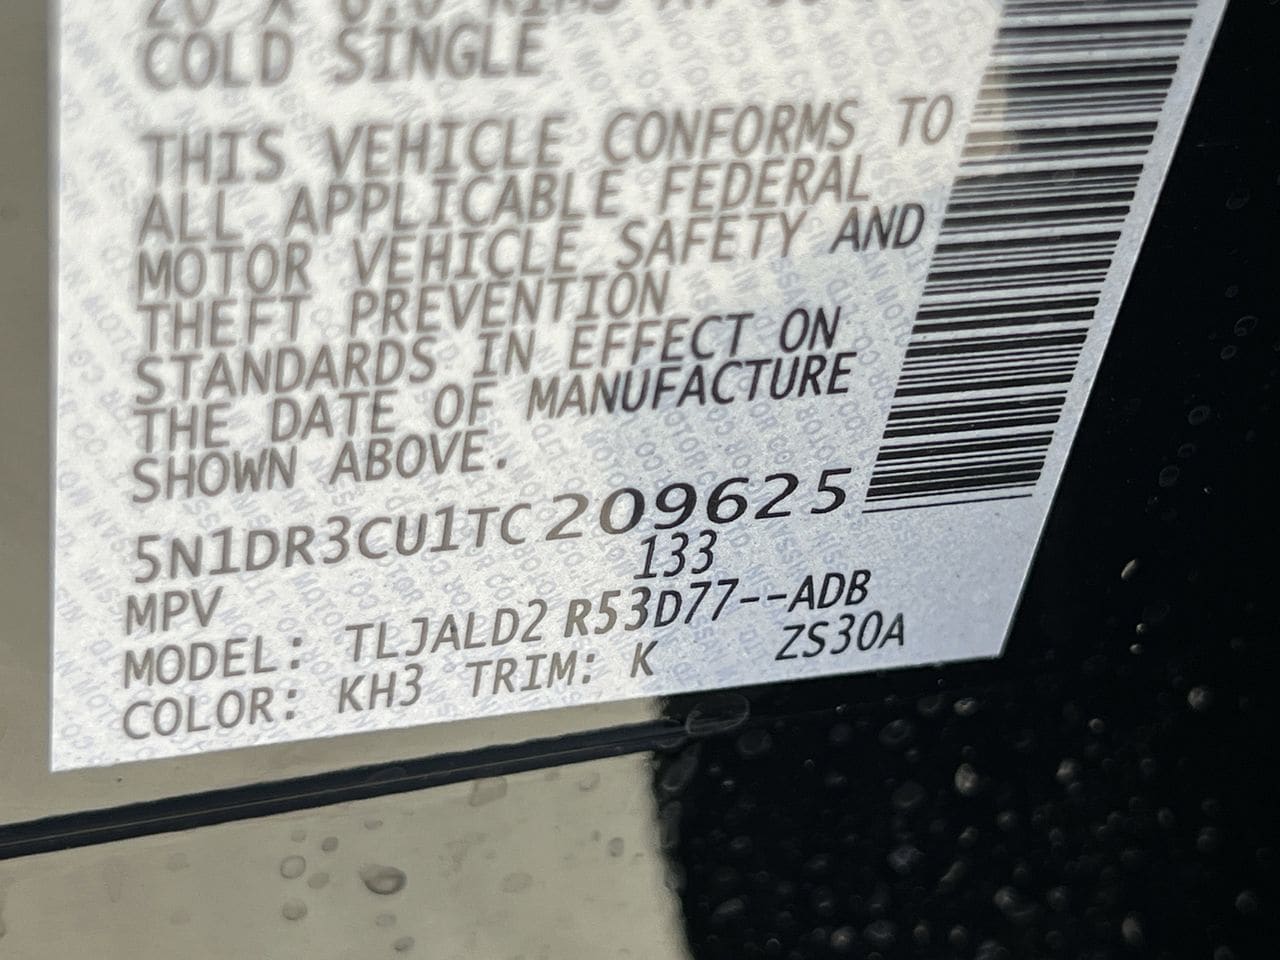 COLD SINGLE
THIS VEHICLE CONFORMS TO
ALL APPLICABLE FEDERAL
MOTOR VEHICLE SAFETY AND
THEFT PREVENTION
STANDARDS IN EFFECT ON
THE DATE OF MANUFACTURE
SHOWN ABOVE.
5N1DR3CU1TC209625
133
MPV
MODEL: TLJALD2 R53D77--ADB
COLOR: KH3 TRIM: K ZS30A